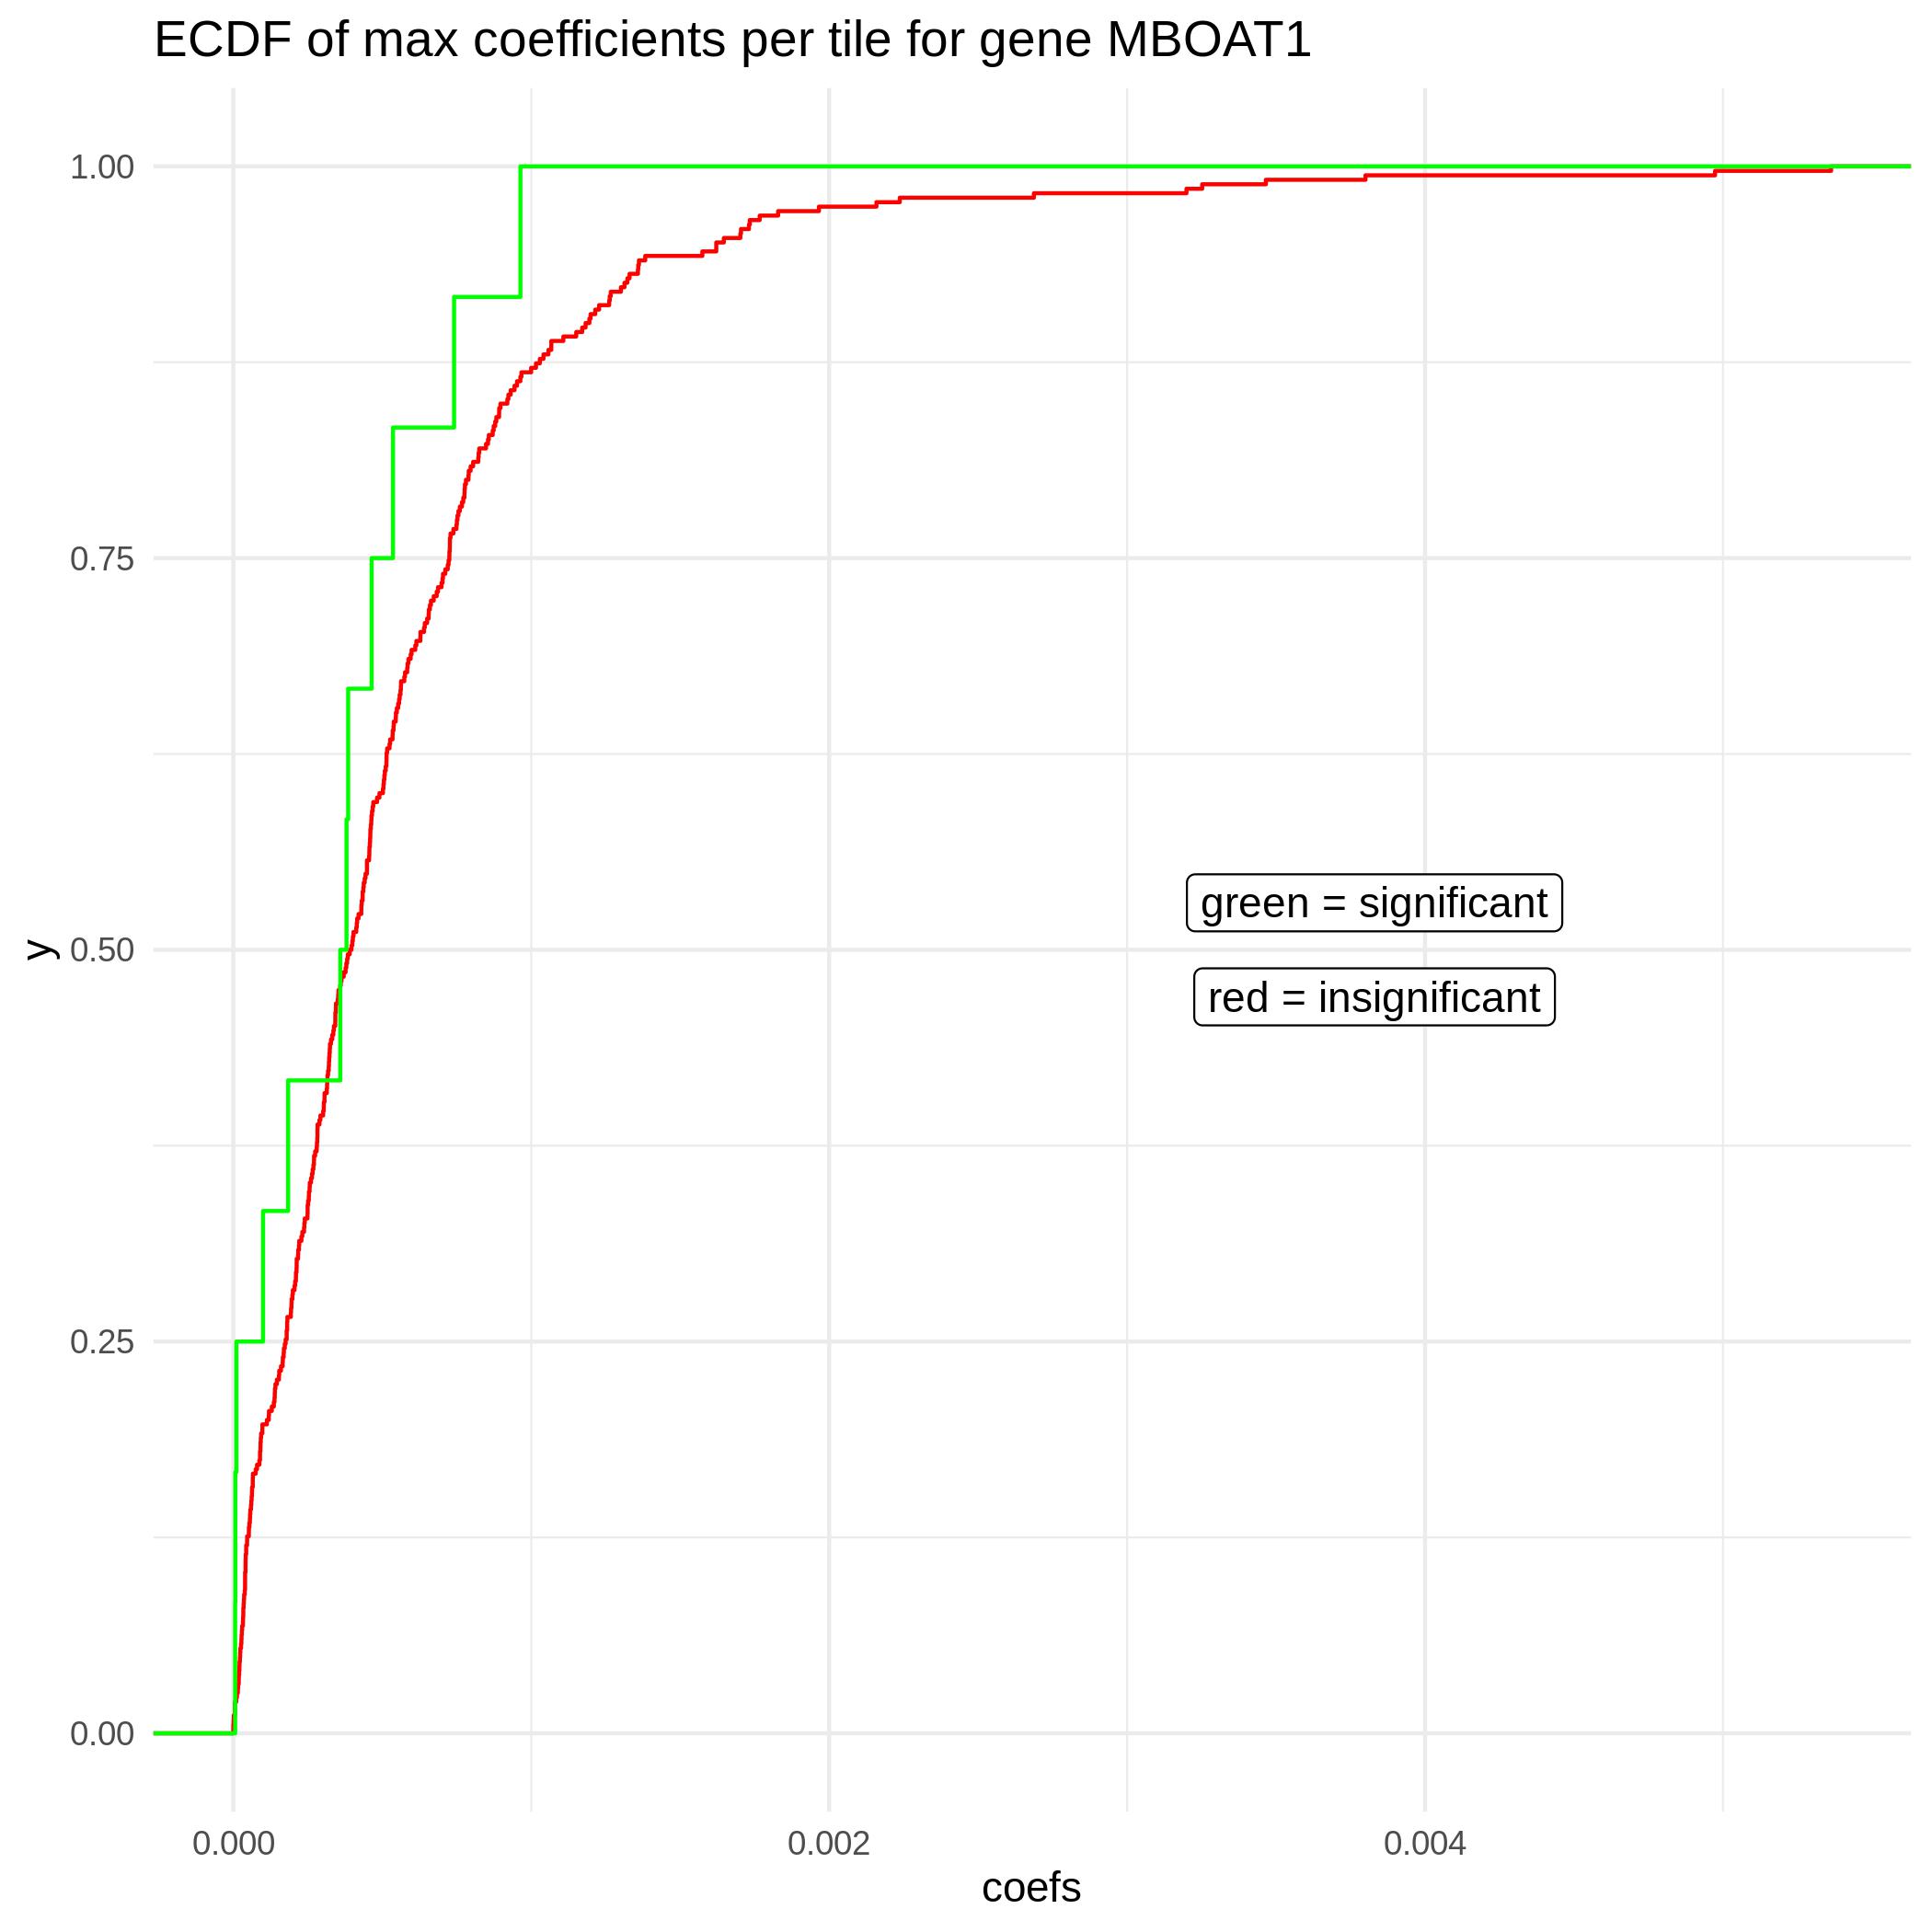 ECDF of max coefficients per tile for gene MBOAT1
1.00
0.75
0.50
0.25
0.00
y
green = significant
red = insignificant
0.000
0.002
0.004
coefs